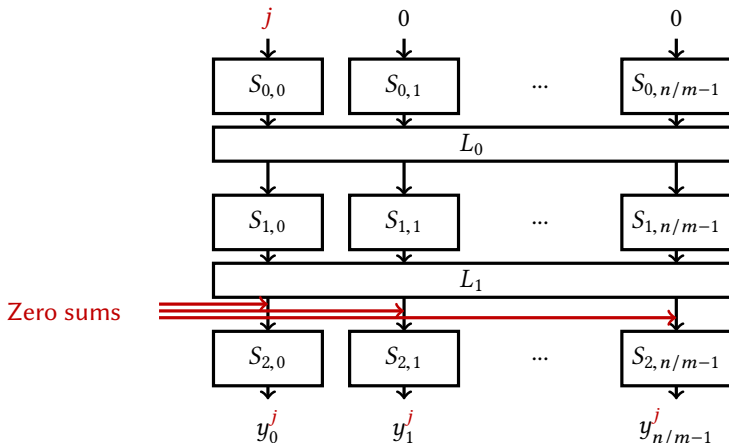 j 0 0
S_{0,0} S_{0,1} ... S_{0,n/m−1}
L_0
S_{1,0} S_{1,1} ... S_{1,n/m−1}
L_1
Zero sums
S_{2,0} S_{2,1} ... S_{2,n/m−1}
y_0^j y_1^j y_{n/m−1}^j